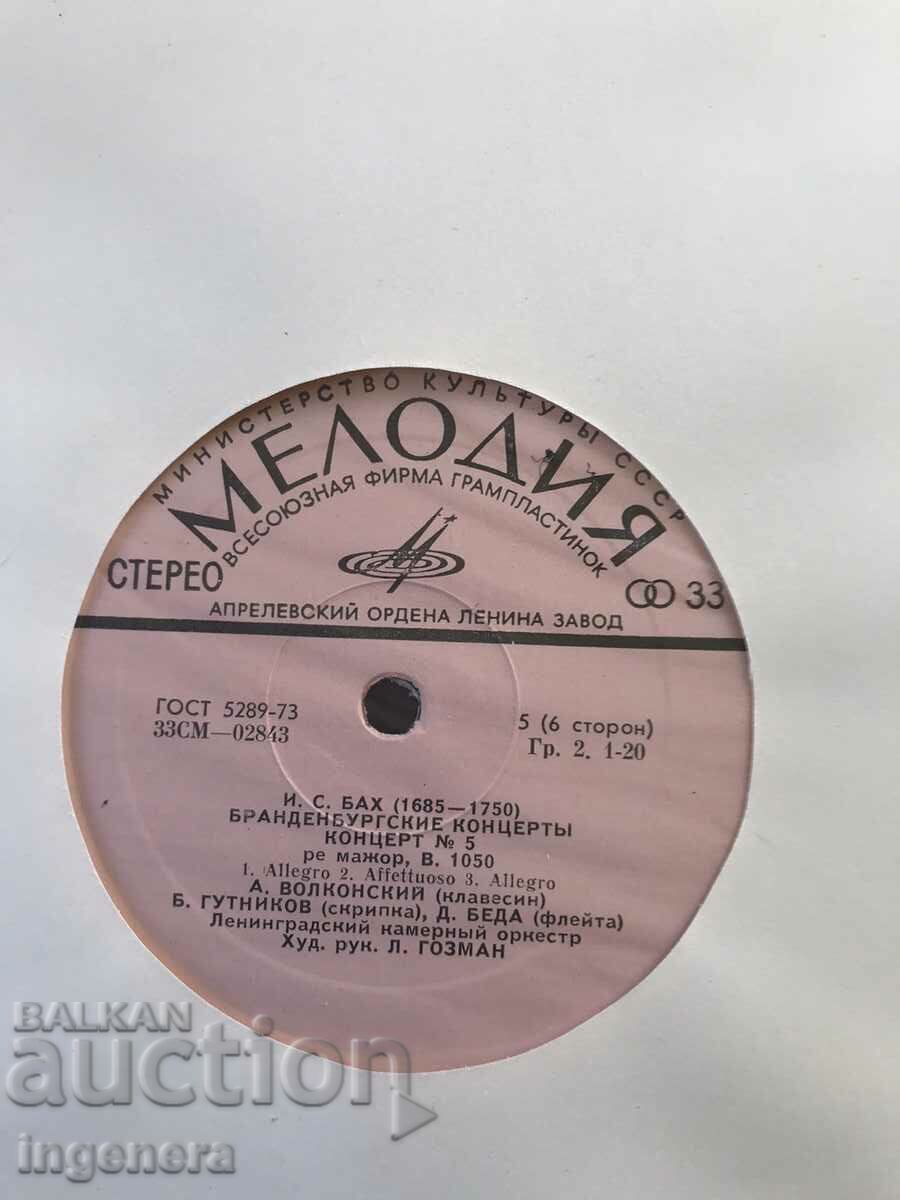 МИНИСТЕРСТВО КУЛЬТУРЫ СССР
МЕЛОДИЯ
ВСЕСОЮЗНАЯ ФИРМА ГРАМПЛАСТИНОК
СТЕРЕО
33
АПРЕЛЕВСКИЙ ОРДЕНА ЛЕНИНА ЗАВОД
ГОСТ 5289-73
33СМ—02843
5 (6 сторон)
Гр. 2. 1-20
И. С. БАХ (1685—1750)
БРАНДЕНБУРГСКИЕ КОНЦЕРТЫ
КОНЦЕРТ № 5
ре мажор, В. 1050
1. Allegro 2. Affettuoso 3. Allegro
А. ВОЛКОНСКИЙ (клавесин)
Б. ГУТНИКОВ (скрипка), Д. БЕДА (флейта)
Ленинградский камерный оркестр
Худ. рук. Л. ГОЗМАН
BALKAN
auction
ingenera